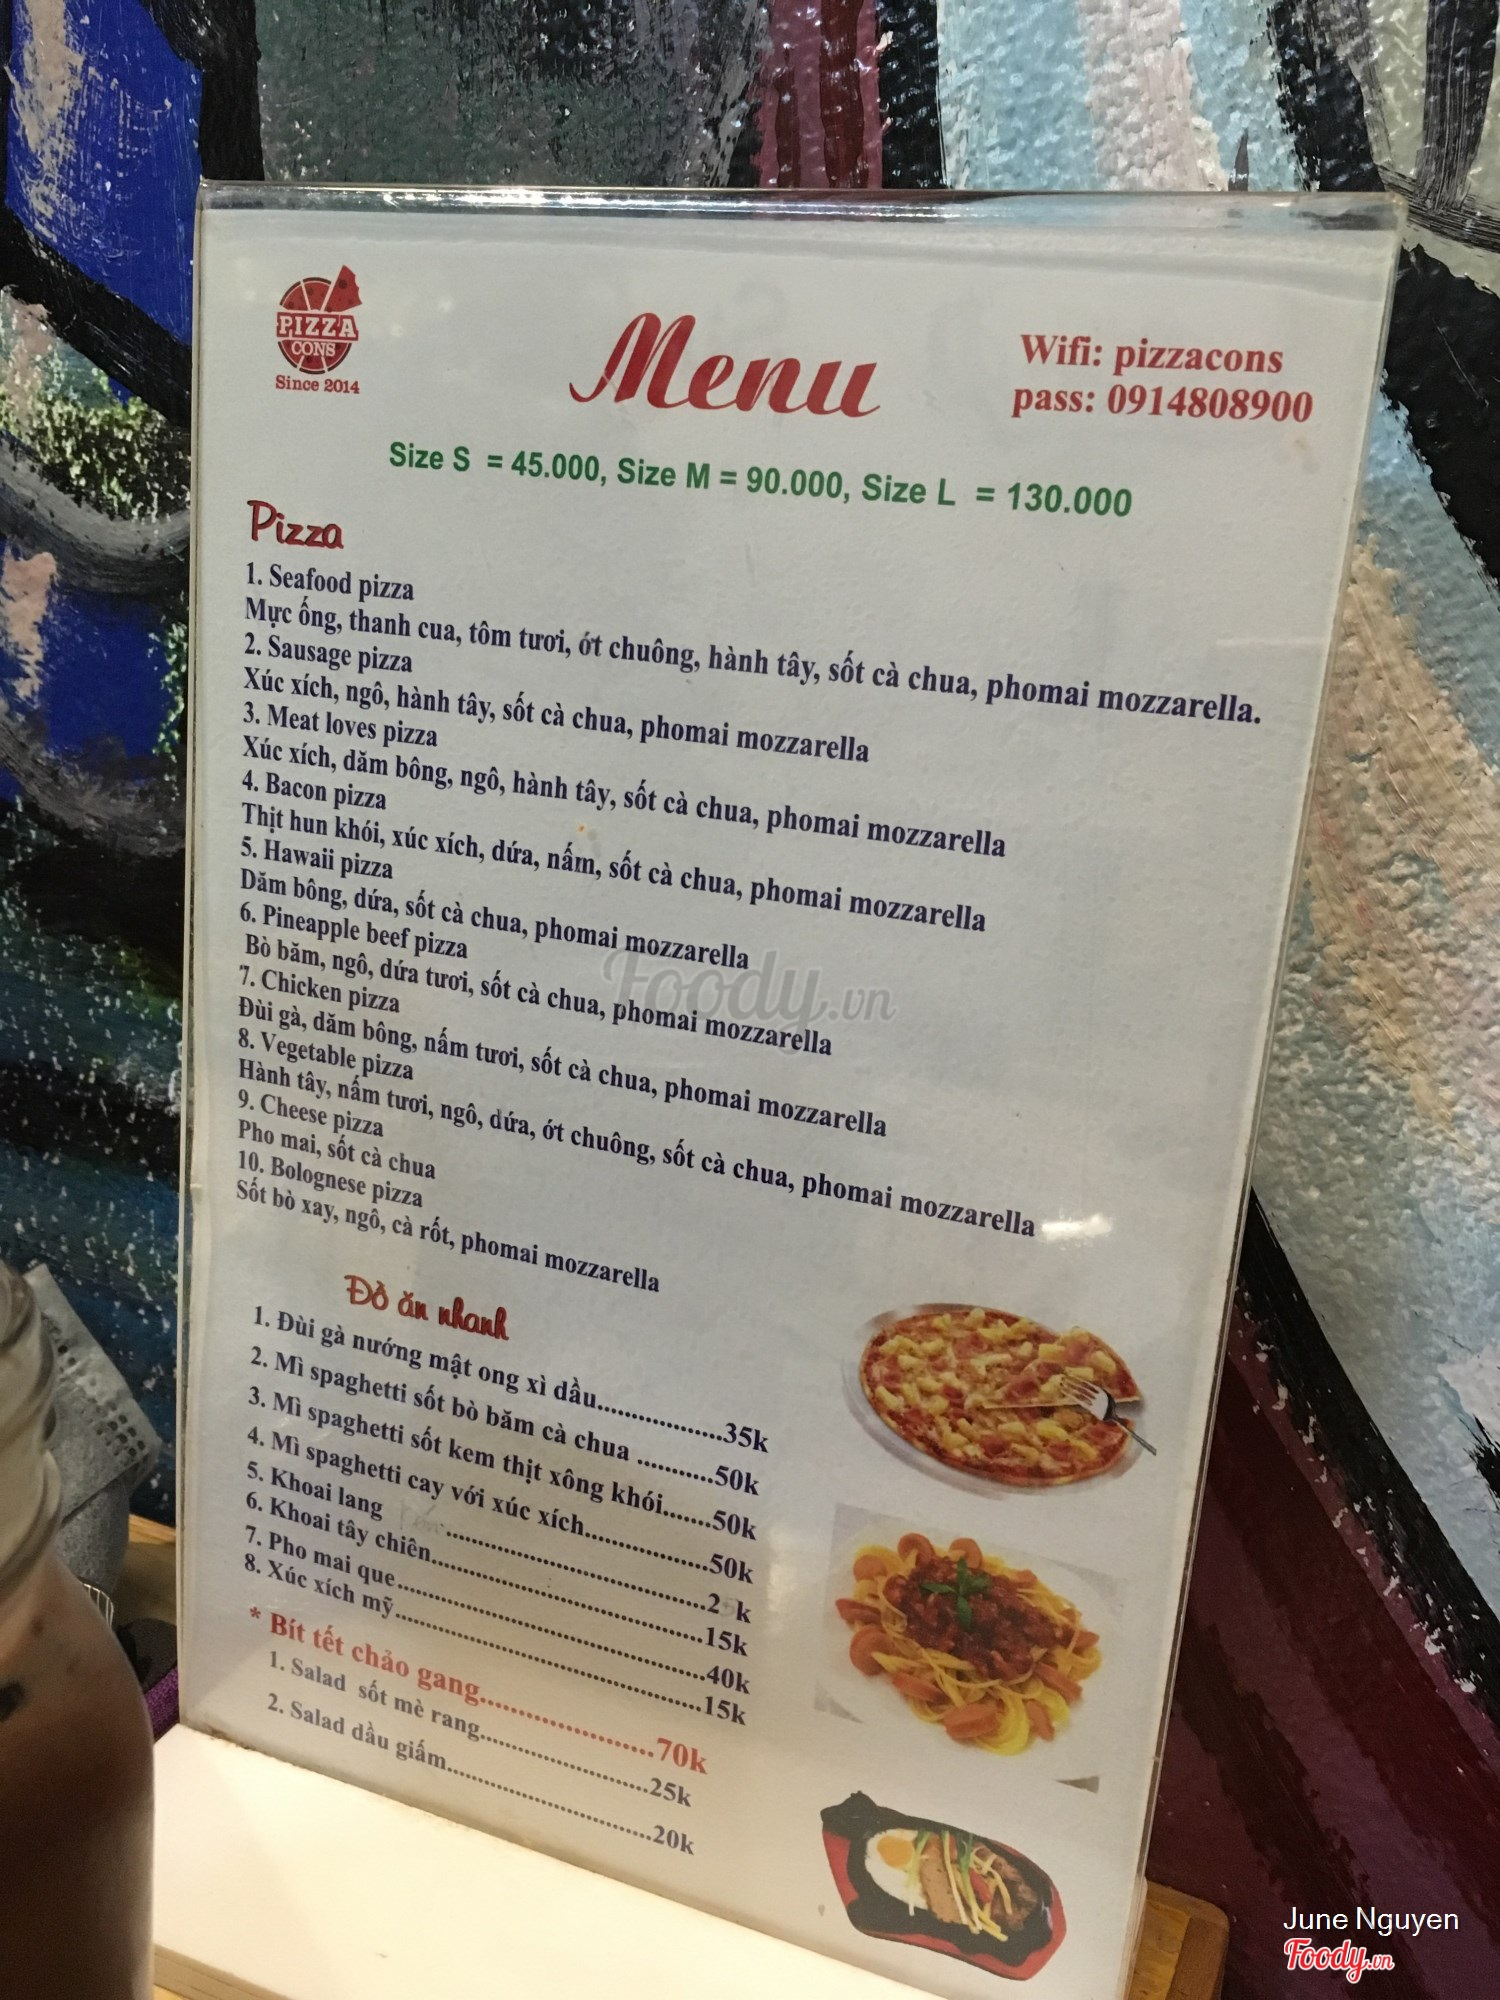 PIZZA
CONS
Since 2014
Menu
Wifi: pizzacons
pass: 0914808900
Size S = 45.000, Size M = 90.000, Size L = 130.000
Pizza
1. Seafood pizza
Mực ống, thanh cua, tôm tươi, ớt chuông, hành tây, sốt cà chua, phomai mozzarella.
2. Sausage pizza
Xúc xích, ngô, hành tây, sốt cà chua, phomai mozzarella
3. Meat loves pizza
Xúc xích, dăm bông, ngô, hành tây, sốt cà chua, phomai mozzarella
4. Bacon pizza
Thịt hun khói, xúc xích, dứa, nấm, sốt cà chua, phomai mozzarella
5. Hawaii pizza
Dăm bông, dứa, sốt cà chua, phomai mozzarella
6. Pineapple beef pizza
Bò băm, ngô, dứa tươi, sốt cà chua, phomai mozzarella
7. Chicken pizza
Đùi gà, dăm bông, nấm tươi, sốt cà chua, phomai mozzarella
8. Vegetable pizza
Hành tây, nấm tươi, ngô, dứa, ớt chuông, sốt cà chua, phomai mozzarella
9. Cheese pizza
Pho mai, sốt cà chua
10. Bolognese pizza
Sốt bò xay, ngô, cà rốt, phomai mozzarella
Đồ ăn nhanh
1. Đùi gà nướng mật ong xì dầu..................35k
2. Mì spaghetti sốt bò băm cà chua ...........50k
3. Mì spaghetti sốt kem thịt xông khói.......50k
4. Mì spaghetti cay với xúc xích..................50k
5. Khoai lang ......................................2 k
6. Khoai tây chiên.......................................15k
7. Pho mai que............................................40k
8. Xúc xích mỹ............................................15k
* Bít tết chảo gang......................70k
1. Salad sốt mè rang.........................25k
2. Salad dầu giấm..............................20k
Foody.vn
June Nguyen
Foody.vn